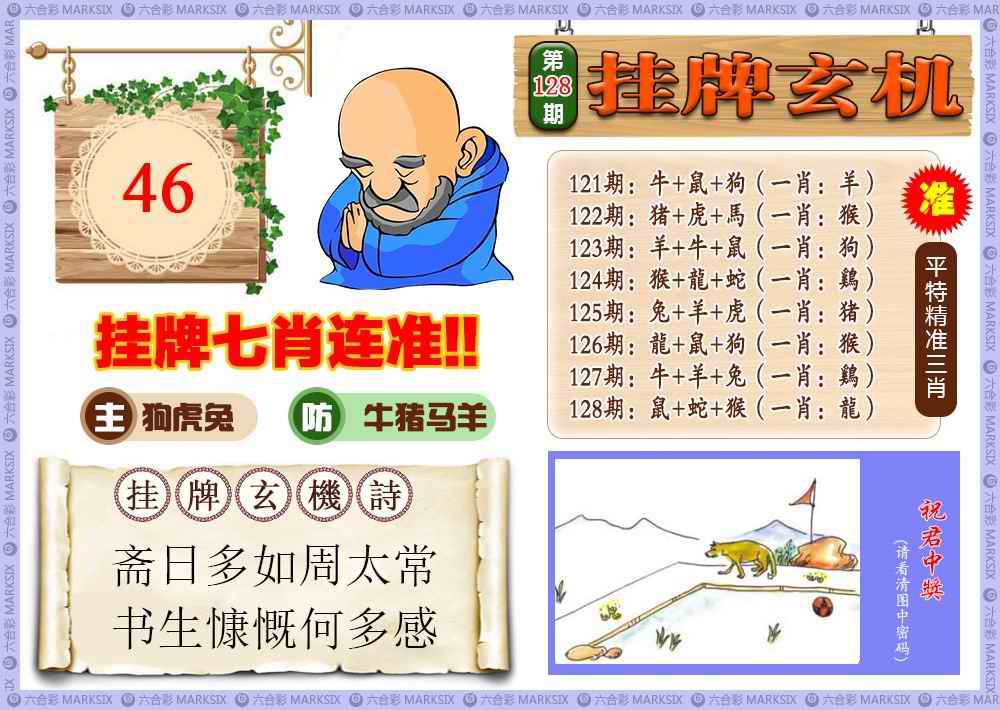 六合彩 MARKSIX
46
挂牌七肖连准!!
主 狗虎兔
防 牛猪马羊
挂牌玄機詩
斋日多如周太常
书生慷慨何多感
第128期
挂牌玄机
121期：牛+鼠+狗（一肖：羊）
122期：猪+虎+馬（一肖：猴）
123期：羊+牛+鼠（一肖：狗）
124期：猴+龍+蛇（一肖：鷄）
125期：兔+羊+虎（一肖：猪）
126期：龍+鼠+狗（一肖：猴）
127期：牛+羊+兔（一肖：鷄）
128期：鼠+蛇+猴（一肖：龍）
准
平特精准三肖
祝君中獎
（请看清图中密码）